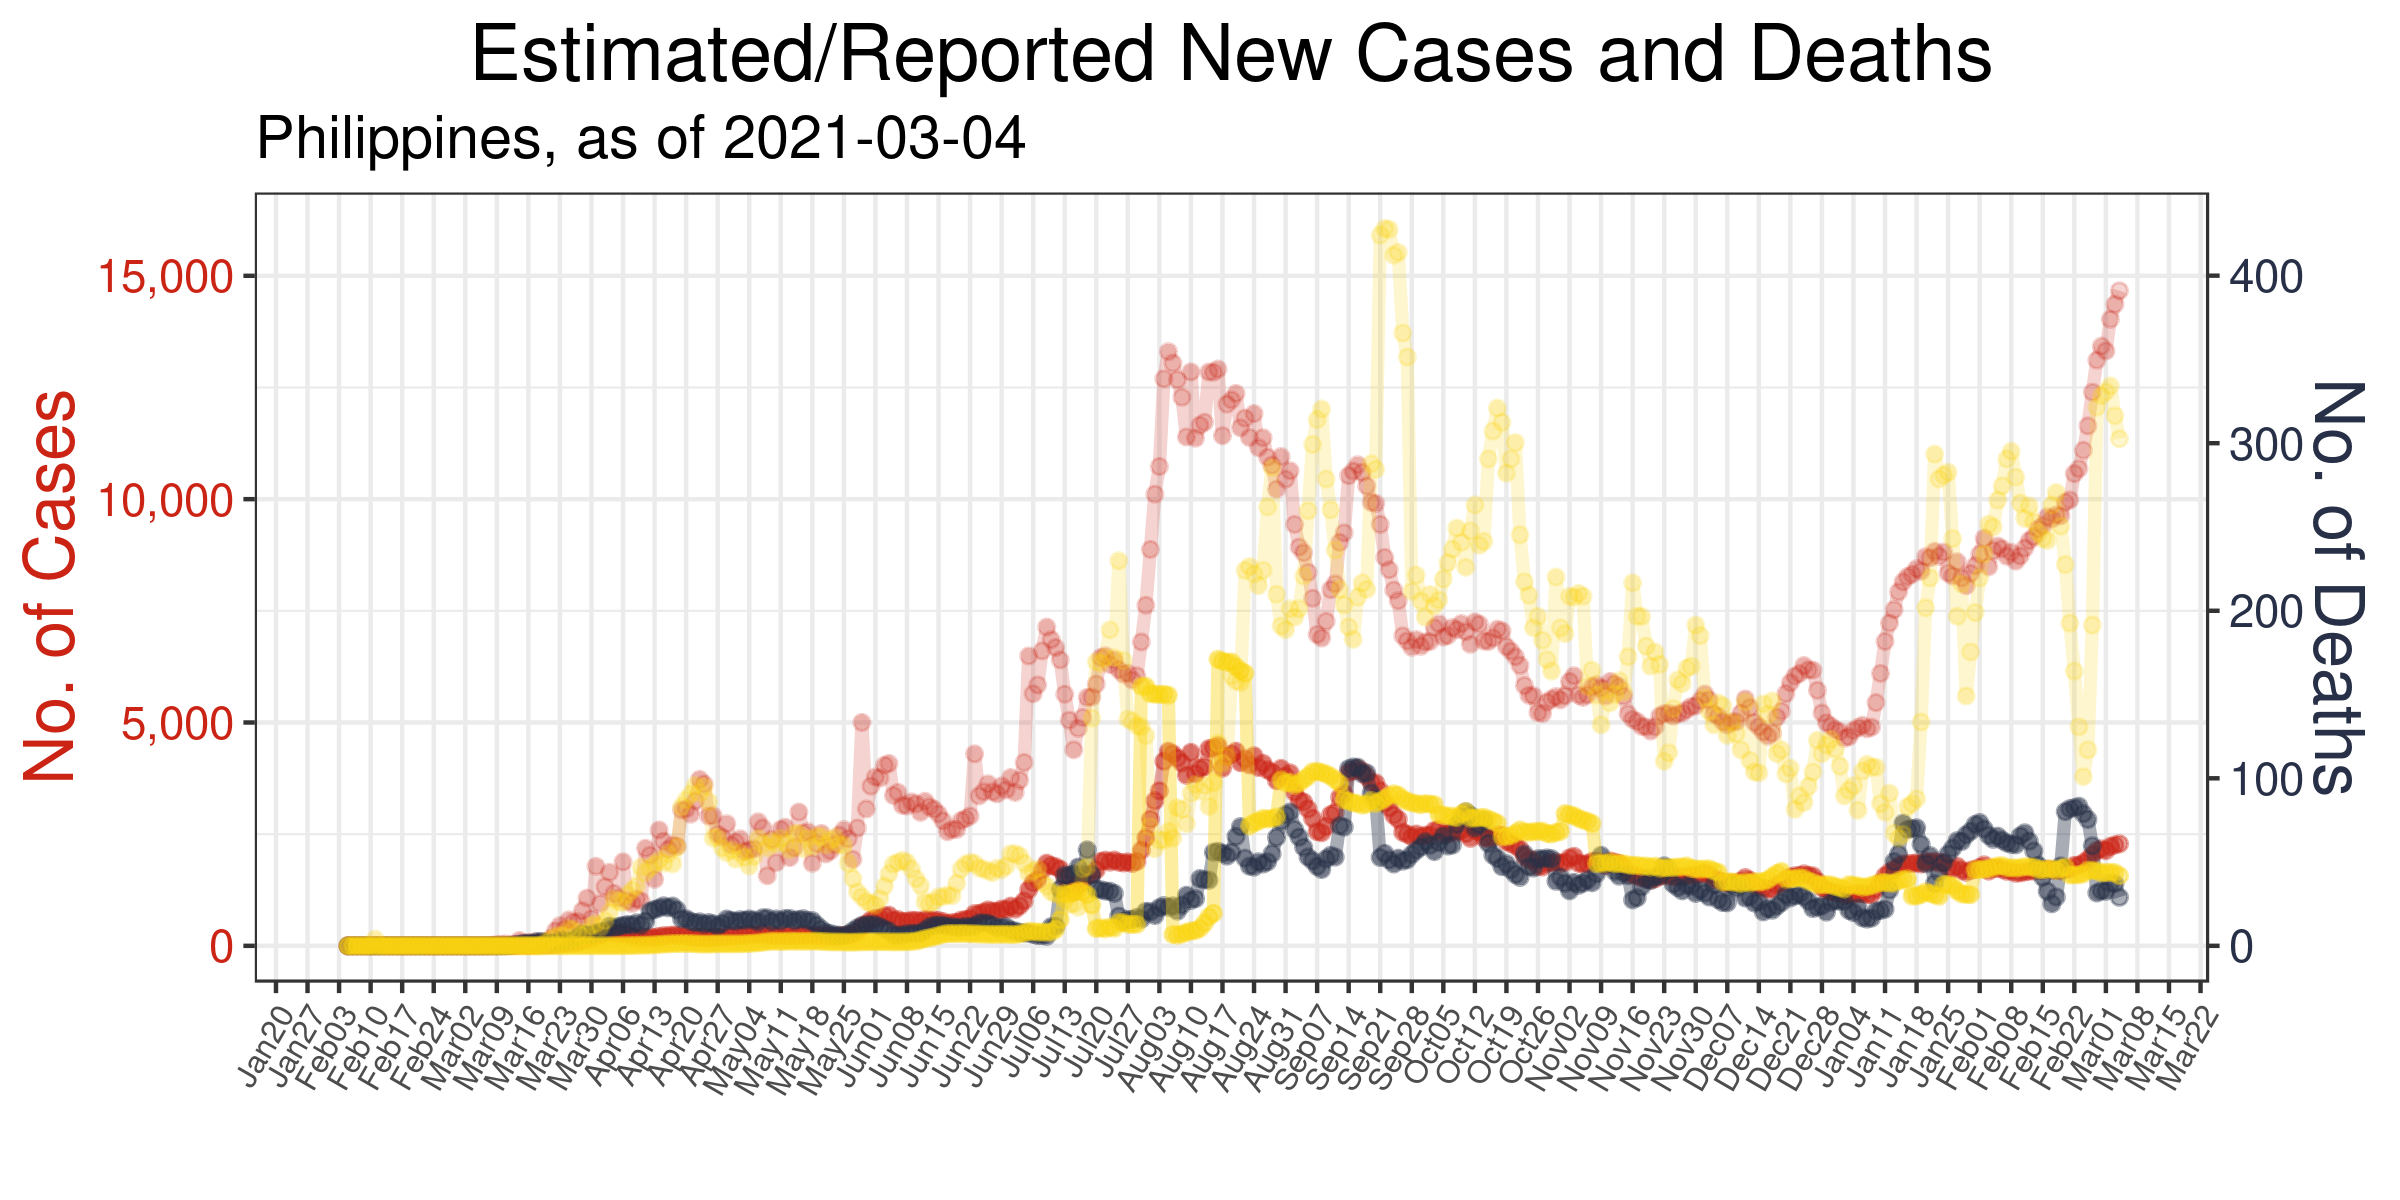 Estimated/Reported New Cases and Deaths
Philippines, as of 2021-03-04
No. of Cases
15,000
10,000
5,000
0
400
300
200
100
0
No. of Deaths
Jan20
Jan27
Feb03
Feb10
Feb17
Feb24
Mar02
Mar09
Mar16
Mar23
Mar30
Apr06
Apr13
Apr20
Apr27
May04
May11
May18
May25
Jun01
Jun08
Jun15
Jun22
Jun29
Jul06
Jul13
Jul20
Jul27
Aug03
Aug10
Aug17
Aug24
Aug31
Sep07
Sep14
Sep21
Sep28
Oct05
Oct12
Oct19
Oct26
Nov02
Nov09
Nov16
Nov23
Nov30
Dec07
Dec14
Dec21
Dec28
Dec04
Jan11
Jan18
Jan25
Feb01
Feb08
Feb15
Feb22
Mar01
Mar08
Mar15
Mar22